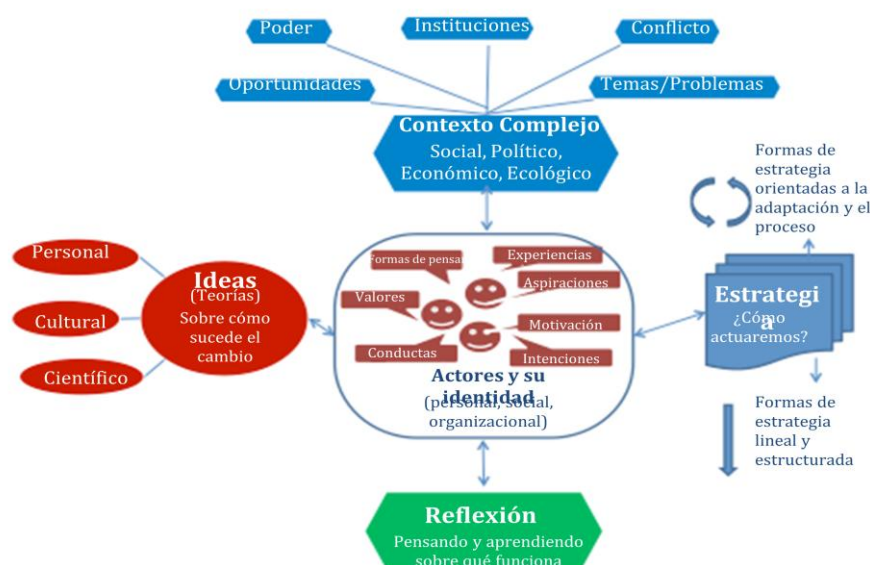 Poder
Instituciones
Conflicto
Oportunidades
Temas/Problemas
Contexto Complejo
Social, Político,
Económico, Ecológico
Formas de
estrategia
orientadas a la
adaptación y el
proceso
Personal
Cultural
Científico
Ideas
(Teorías)
Sobre cómo
sucede el
cambio
Formas de pensar
Experiencias
Aspiraciones
Valores
Motivación
Conductas
Intenciones
Actores y su
identidad
(personal, social,
organizacional)
Estrategi
a
¿Cómo
actuaremos?
Formas de
estrategia
lineal y
estructurada
Reflexión
Pensando y aprendiendo
sobre qué funciona